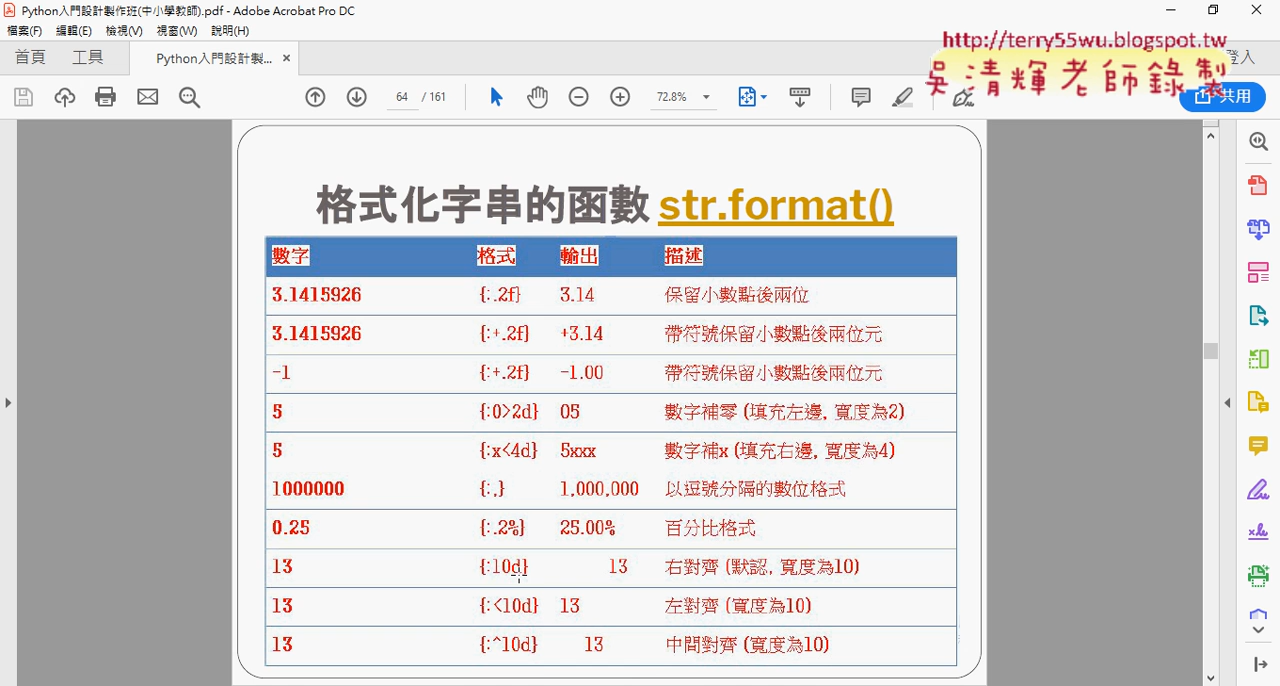 Python入門設計製作班(中小學教師).pdf - Adobe Acrobat Pro DC
檔案(F) 編輯(E) 檢視(V) 視窗(W) 說明(H)
http://terry55wu.blogspot.tw
首頁 工具 Python入門設計製... × 登入
吳清輝老師錄製
64 / 161 72.8% 共用
格式化字串的函數 str.format()
數字 格式 輸出 描述
3.1415926 {:.2f} 3.14 保留小數點後兩位
3.1415926 {:+.2f} +3.14 帶符號保留小數點後兩位元
-1 {:+.2f} -1.00 帶符號保留小數點後兩位元
5 {:0>2d} 05 數字補零 (填充左邊, 寬度為2)
5 {:x<4d} 5xxx 數字補x (填充右邊, 寬度為4)
1000000 {:,} 1,000,000 以逗號分隔的數位格式
0.25 {:.2%} 25.00% 百分比格式
13 {:10d} 13 右對齊 (默認, 寬度為10)
13 {:<10d} 13 左對齊 (寬度為10)
13 {:^10d} 13 中間對齊 (寬度為10)